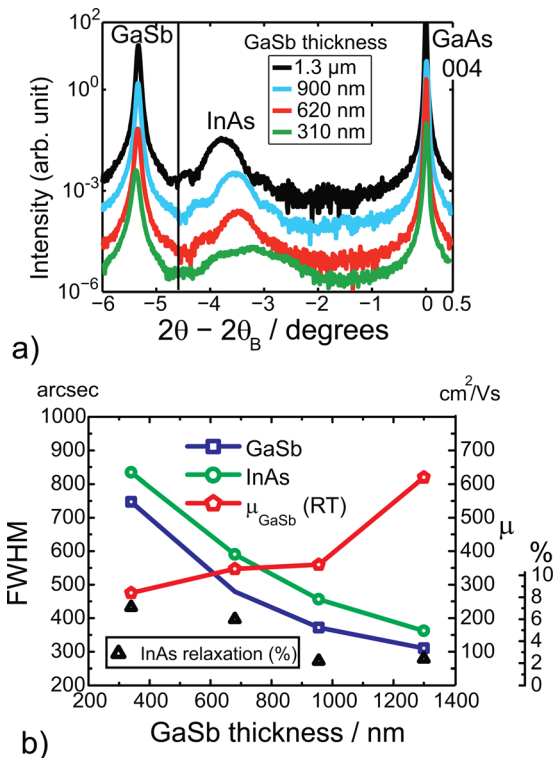 10²
GaSb
GaSb thickness
GaAs
004
1.3 µm
900 nm
620 nm
310 nm
10⁰
InAs
10⁻³
10⁻⁶
Intensity (arb. unit)
−6 −5 −4 −3 −2 −1 0 0.5
2θ − 2θB / degrees
a)
arcsec
cm²/Vs
1000
900
800
700
600
500
400
300
200
FWHM
GaSb
InAs
μGaSb (RT)
InAs relaxation (%)
700
600
500
400
300
200
100
μ
%
10
8
6
4
2
0
200 400 600 800 1000 1200 1400
GaSb thickness / nm
b)